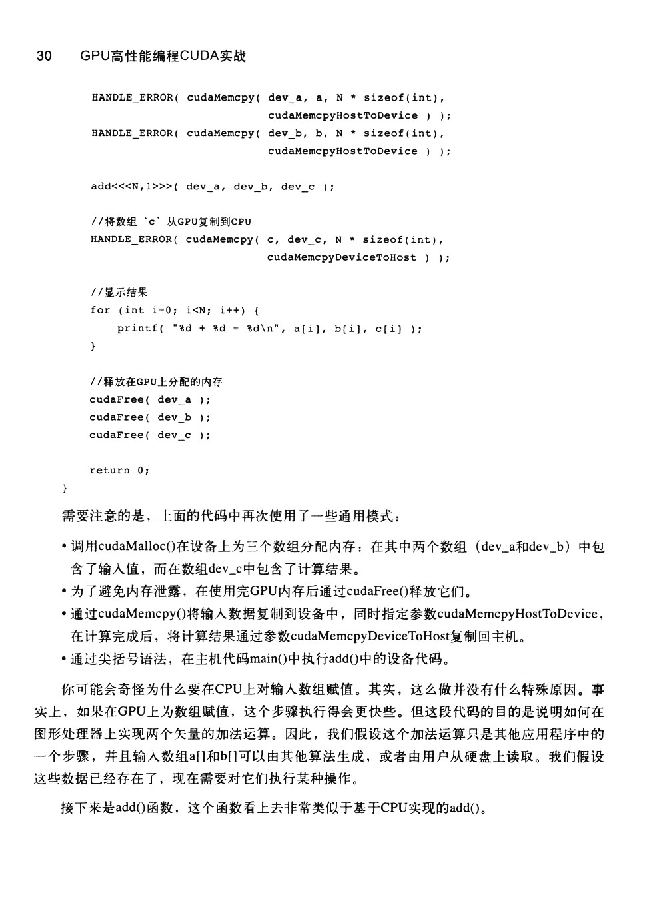 30 GPU高性能编程CUDA实战
HANDLE_ERROR( cudaMemcpy( dev_a, a, N * sizeof(int),
cudaMemcpyHostToDevice ) );
HANDLE_ERROR( cudaMemcpy( dev_b, b, N * sizeof(int),
cudaMemcpyHostToDevice ) );
add<<<N,1>>>( dev_a, dev_b, dev_c );
//将数组 'c' 从GPU复制到CPU
HANDLE_ERROR( cudaMemcpy( c, dev_c, N * sizeof(int),
cudaMemcpyDeviceToHost ) );
//显示结果
for (int i=0; i<N; i++) {
printf( "%d + %d = %d\n", a[i], b[i], c[i] );
}
//释放在GPU上分配的内存
cudaFree( dev_a );
cudaFree( dev_b );
cudaFree( dev_c );
return 0;
}
需要注意的是，上面的代码中再次使用了一些通用模式：
• 调用cudaMalloc()在设备上为三个数组分配内存：在其中两个数组（dev_a和dev_b）中包
含了输入值，而在数组dev_c中包含了计算结果。
• 为了避免内存泄露，在使用完GPU内存后通过cudaFree()释放它们。
• 通过cudaMemcpy()将输入数据复制到设备中，同时指定参数cudaMemcpyHostToDevice，
在计算完成后，将计算结果通过参数cudaMemcpyDeviceToHost复制回主机。
• 通过尖括号语法，在主机代码main()中执行add()中的设备代码。
你可能会奇怪为什么要在CPU上对输入数组赋值。其实，这么做并没有什么特殊原因。事
实上，如果在GPU上为数组赋值，这个步骤执行得会更快些。但这段代码的目的是说明如何在
图形处理器上实现两个矢量的加法运算。因此，我们假设这个加法运算只是其他应用程序中的
一个步骤，并且输入数组a[]和b[]可以由其他算法生成，或者由用户从硬盘上读取。我们假设
这些数据已经存在了，现在需要对它们执行某种操作。
接下来是add()函数，这个函数看上去非常类似于基于CPU实现的add()。